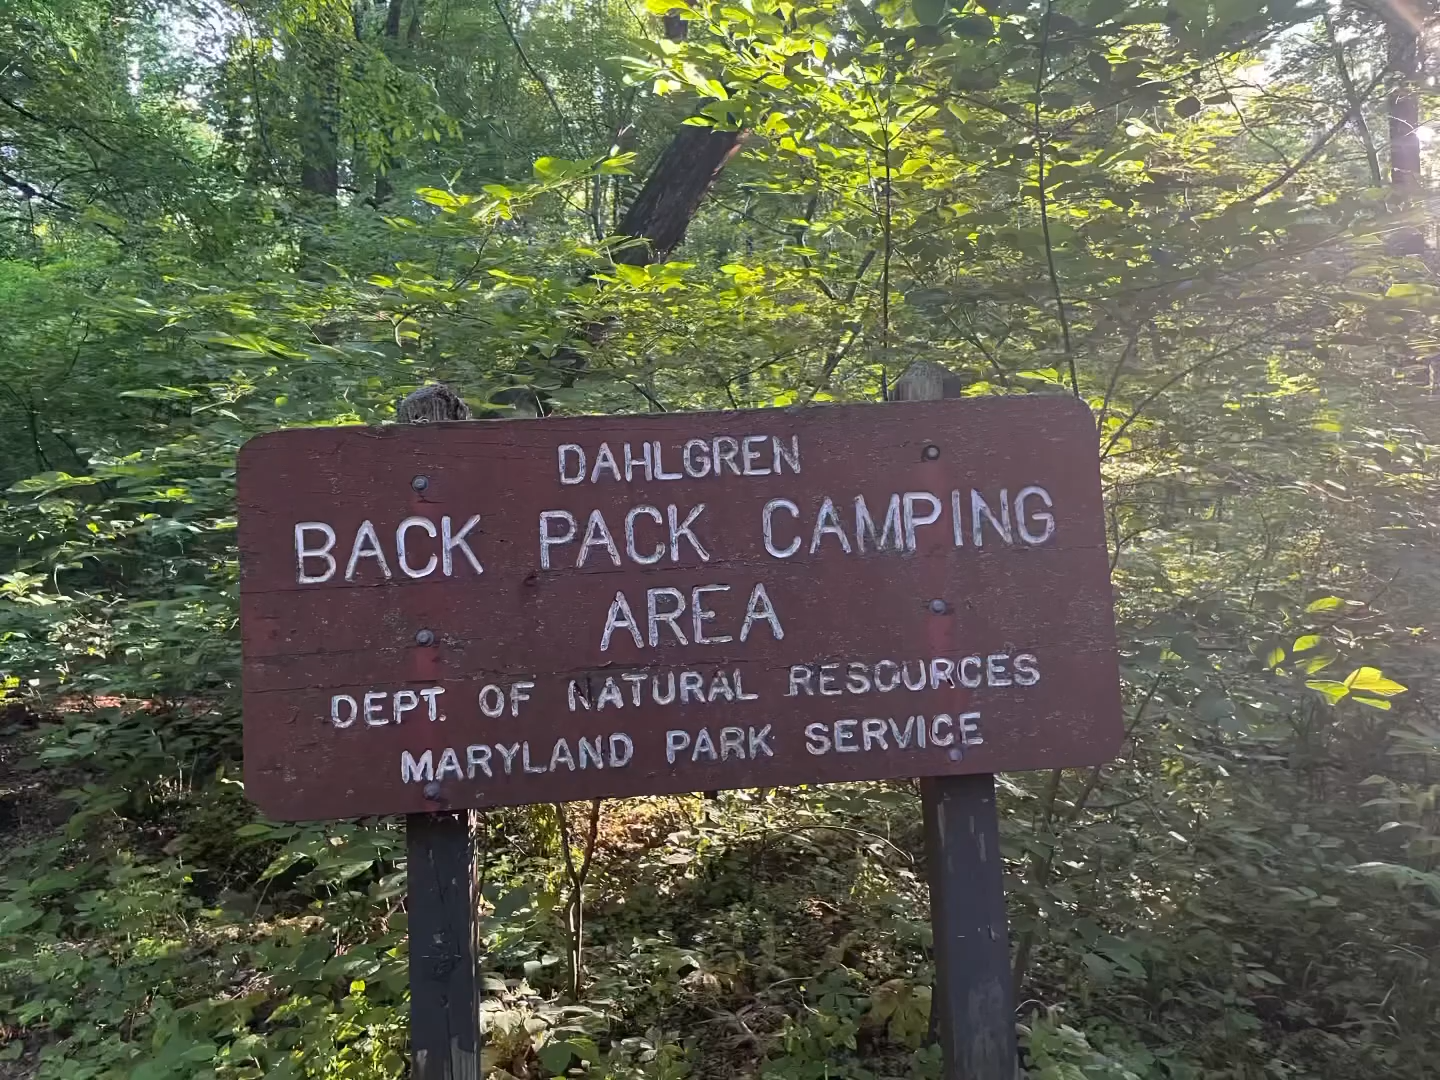 DAHLGREN
BACK PACK CAMPING
AREA
DEPT. OF NATURAL RESOURCES
MARYLAND PARK SERVICE